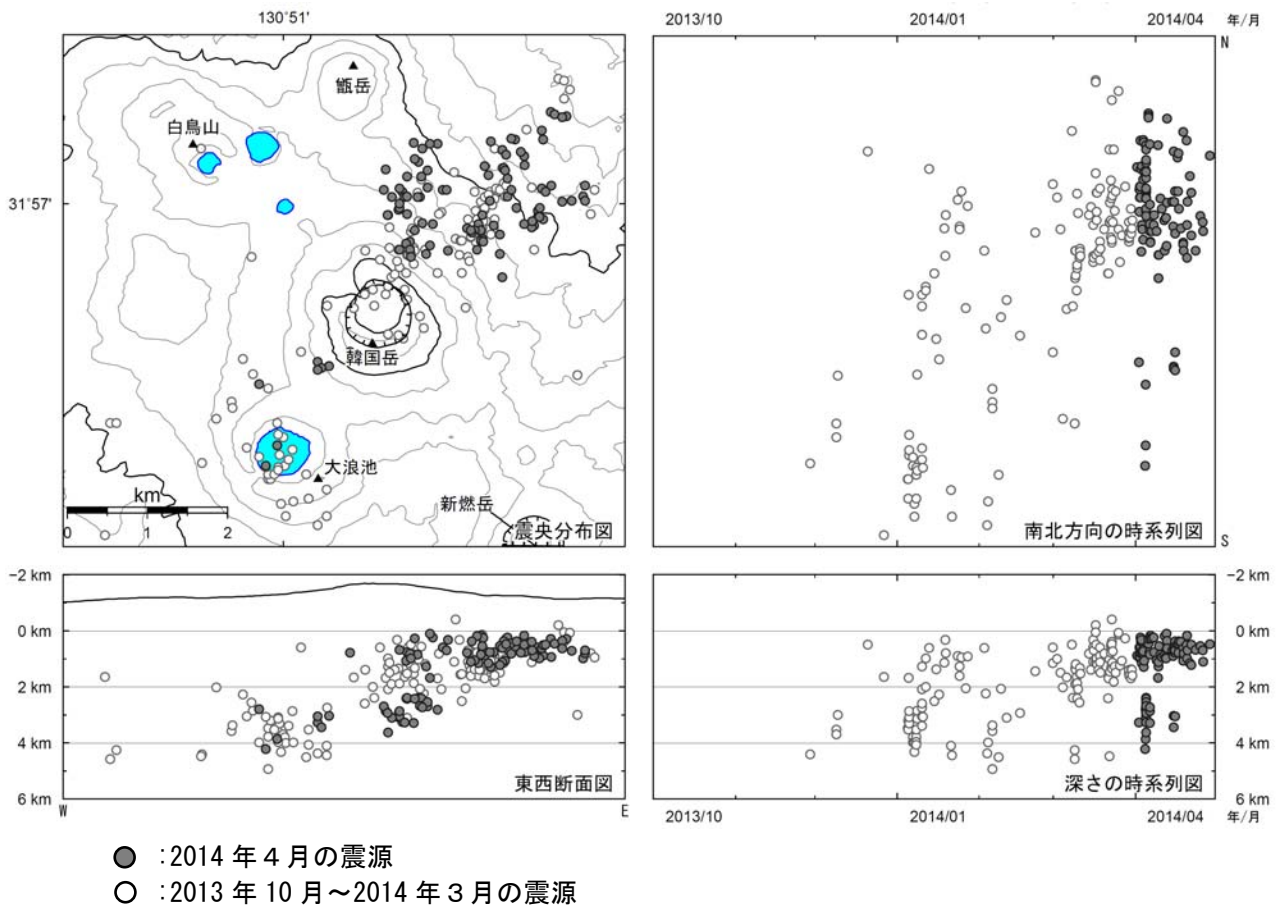 130°51'
2013/10
2014/01
2014/04
年/月
甑岳
白鳥山
31°57'
韓国岳
大浪池
新燃岳
km
0
1
2
震央分布図
N
S
南北方向の時系列図
-2 km
0 km
2 km
4 km
6 km
W
E
東西断面図
-2 km
0 km
2 km
4 km
6 km
深さの時系列図
2013/10
2014/01
2014/04
年/月
:2014 年４月の震源
:2013 年 10 月～2014 年３月の震源